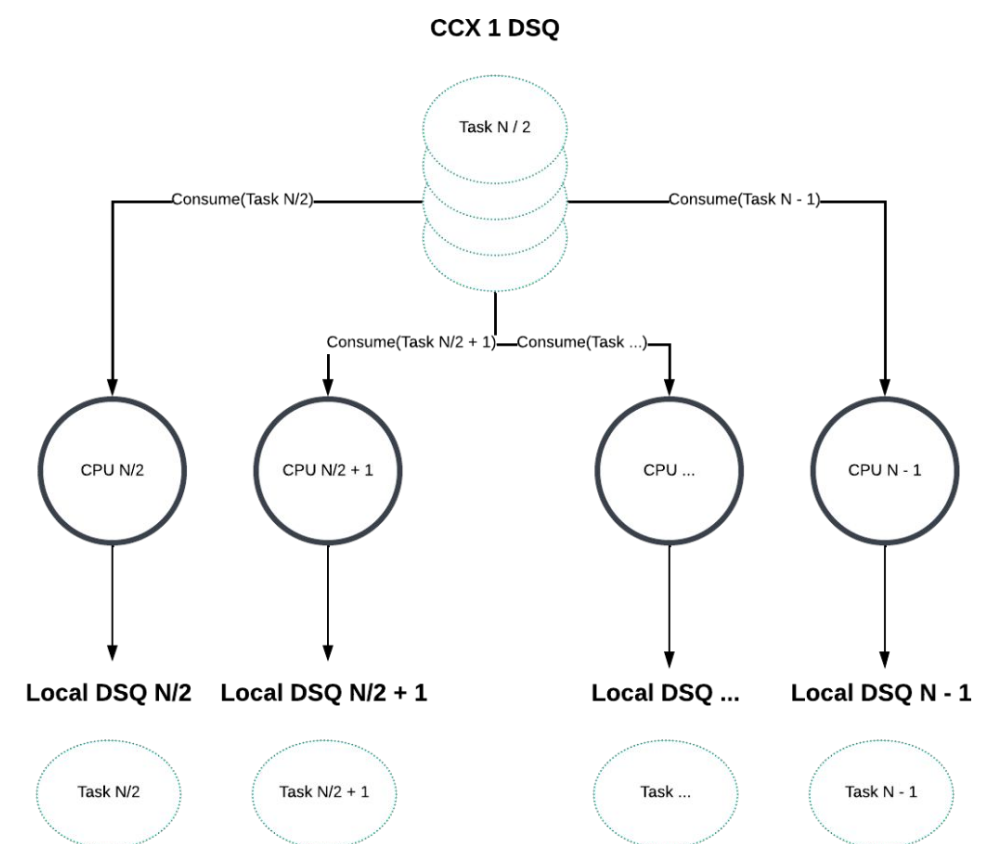 CCX 1 DSQ
Task N / 2
Consume(Task N/2)
Consume(Task N - 1)
Consume(Task N/2 + 1)
Consume(Task ...)
CPU N/2
CPU N/2 + 1
CPU ...
CPU N - 1
Local DSQ N/2
Local DSQ N/2 + 1
Local DSQ ...
Local DSQ N - 1
Task N/2
Task N/2 + 1
Task ...
Task N - 1